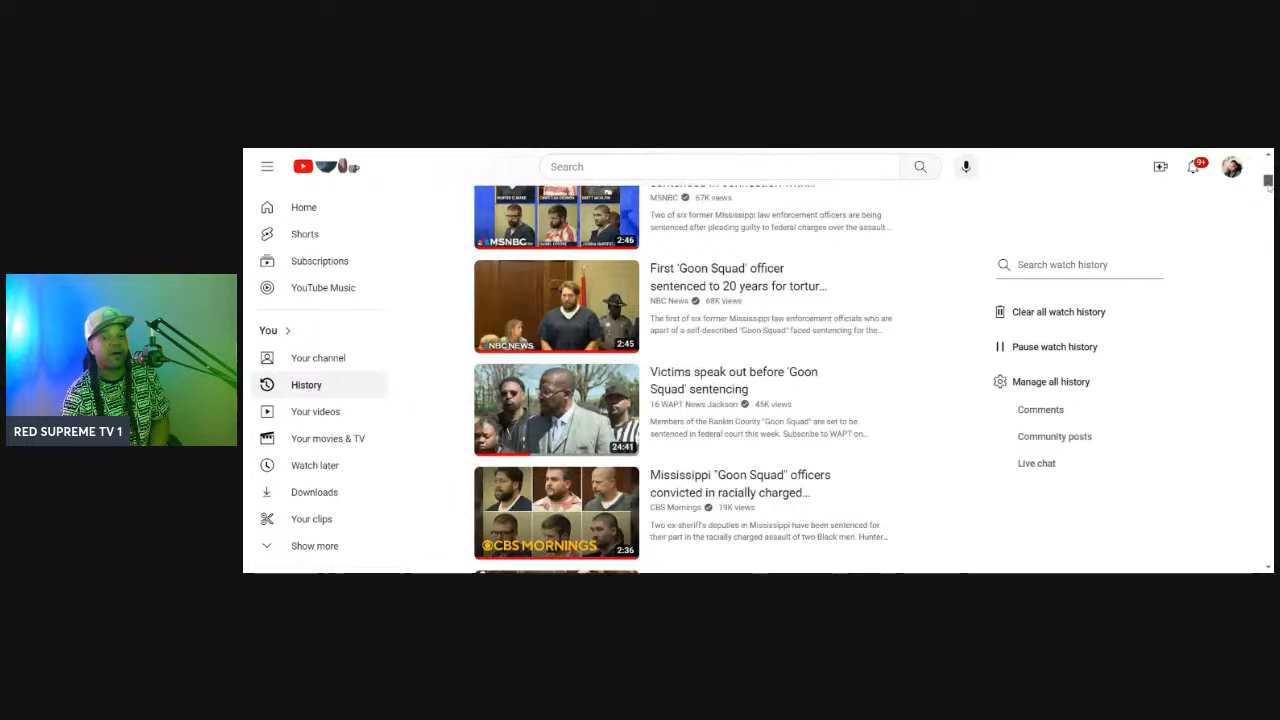 Search
9+
Home
Shorts
Subscriptions
YouTube Music
You
Your channel
History
Your videos
Your movies & TV
Watch later
Downloads
Your clips
Show more
MSNBC 67K views
Two of six former Mississippi law enforcement officers are being
sentenced after pleading guilty to federal charges over the assault ...
MSNBC
2:46
First 'Goon Squad' officer
sentenced to 20 years for tortur...
NBC News 68K views
The first of six former Mississippi law enforcement officials who are
apart of a self-described "Goon Squad" faced sentencing for the...
NBC NEWS
2:45
Victims speak out before 'Goon
Squad' sentencing
16 WAPT News Jackson 45K views
Members of the Rankin County "Goon Squad" are set to be
sentenced in federal court this week. Subscribe to WAPT on...
24:41
Mississippi "Goon Squad" officers
convicted in racially charged...
CBS Mornings 19K views
Two ex-sheriff's deputies in Mississippi have been sentenced for
their part in the racially charged assault of two Black men. Hunter...
CBS MORNINGS
2:36
Search watch history
Clear all watch history
Pause watch history
Manage all history
Comments
Community posts
Live chat
RED SUPREME TV 1